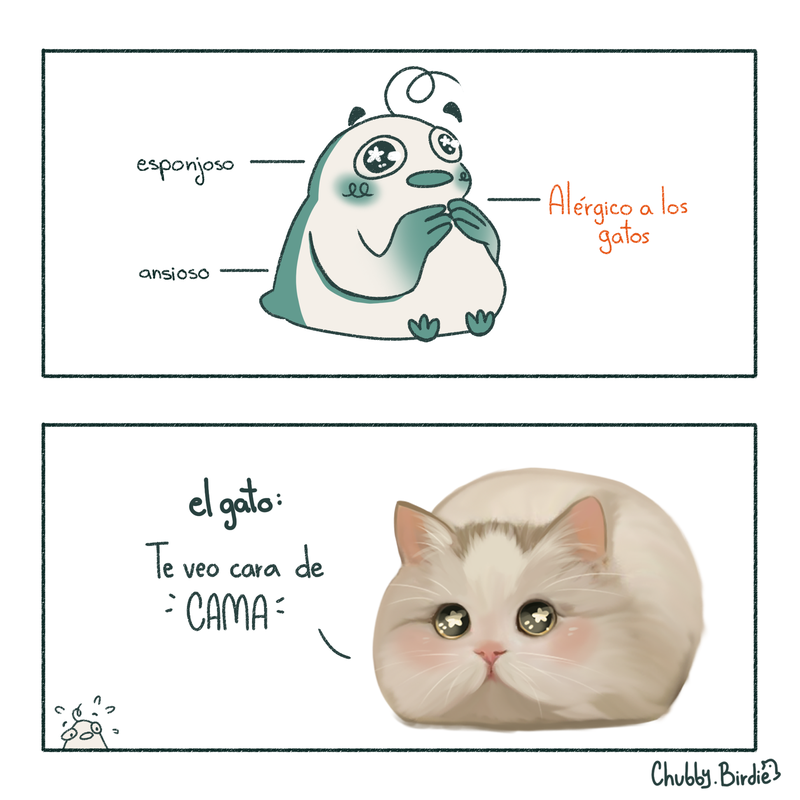 esponjoso
ansioso
Alérgico a los
gatos
el gato:
Te veo cara de
CAMA
Chubby.Birdie